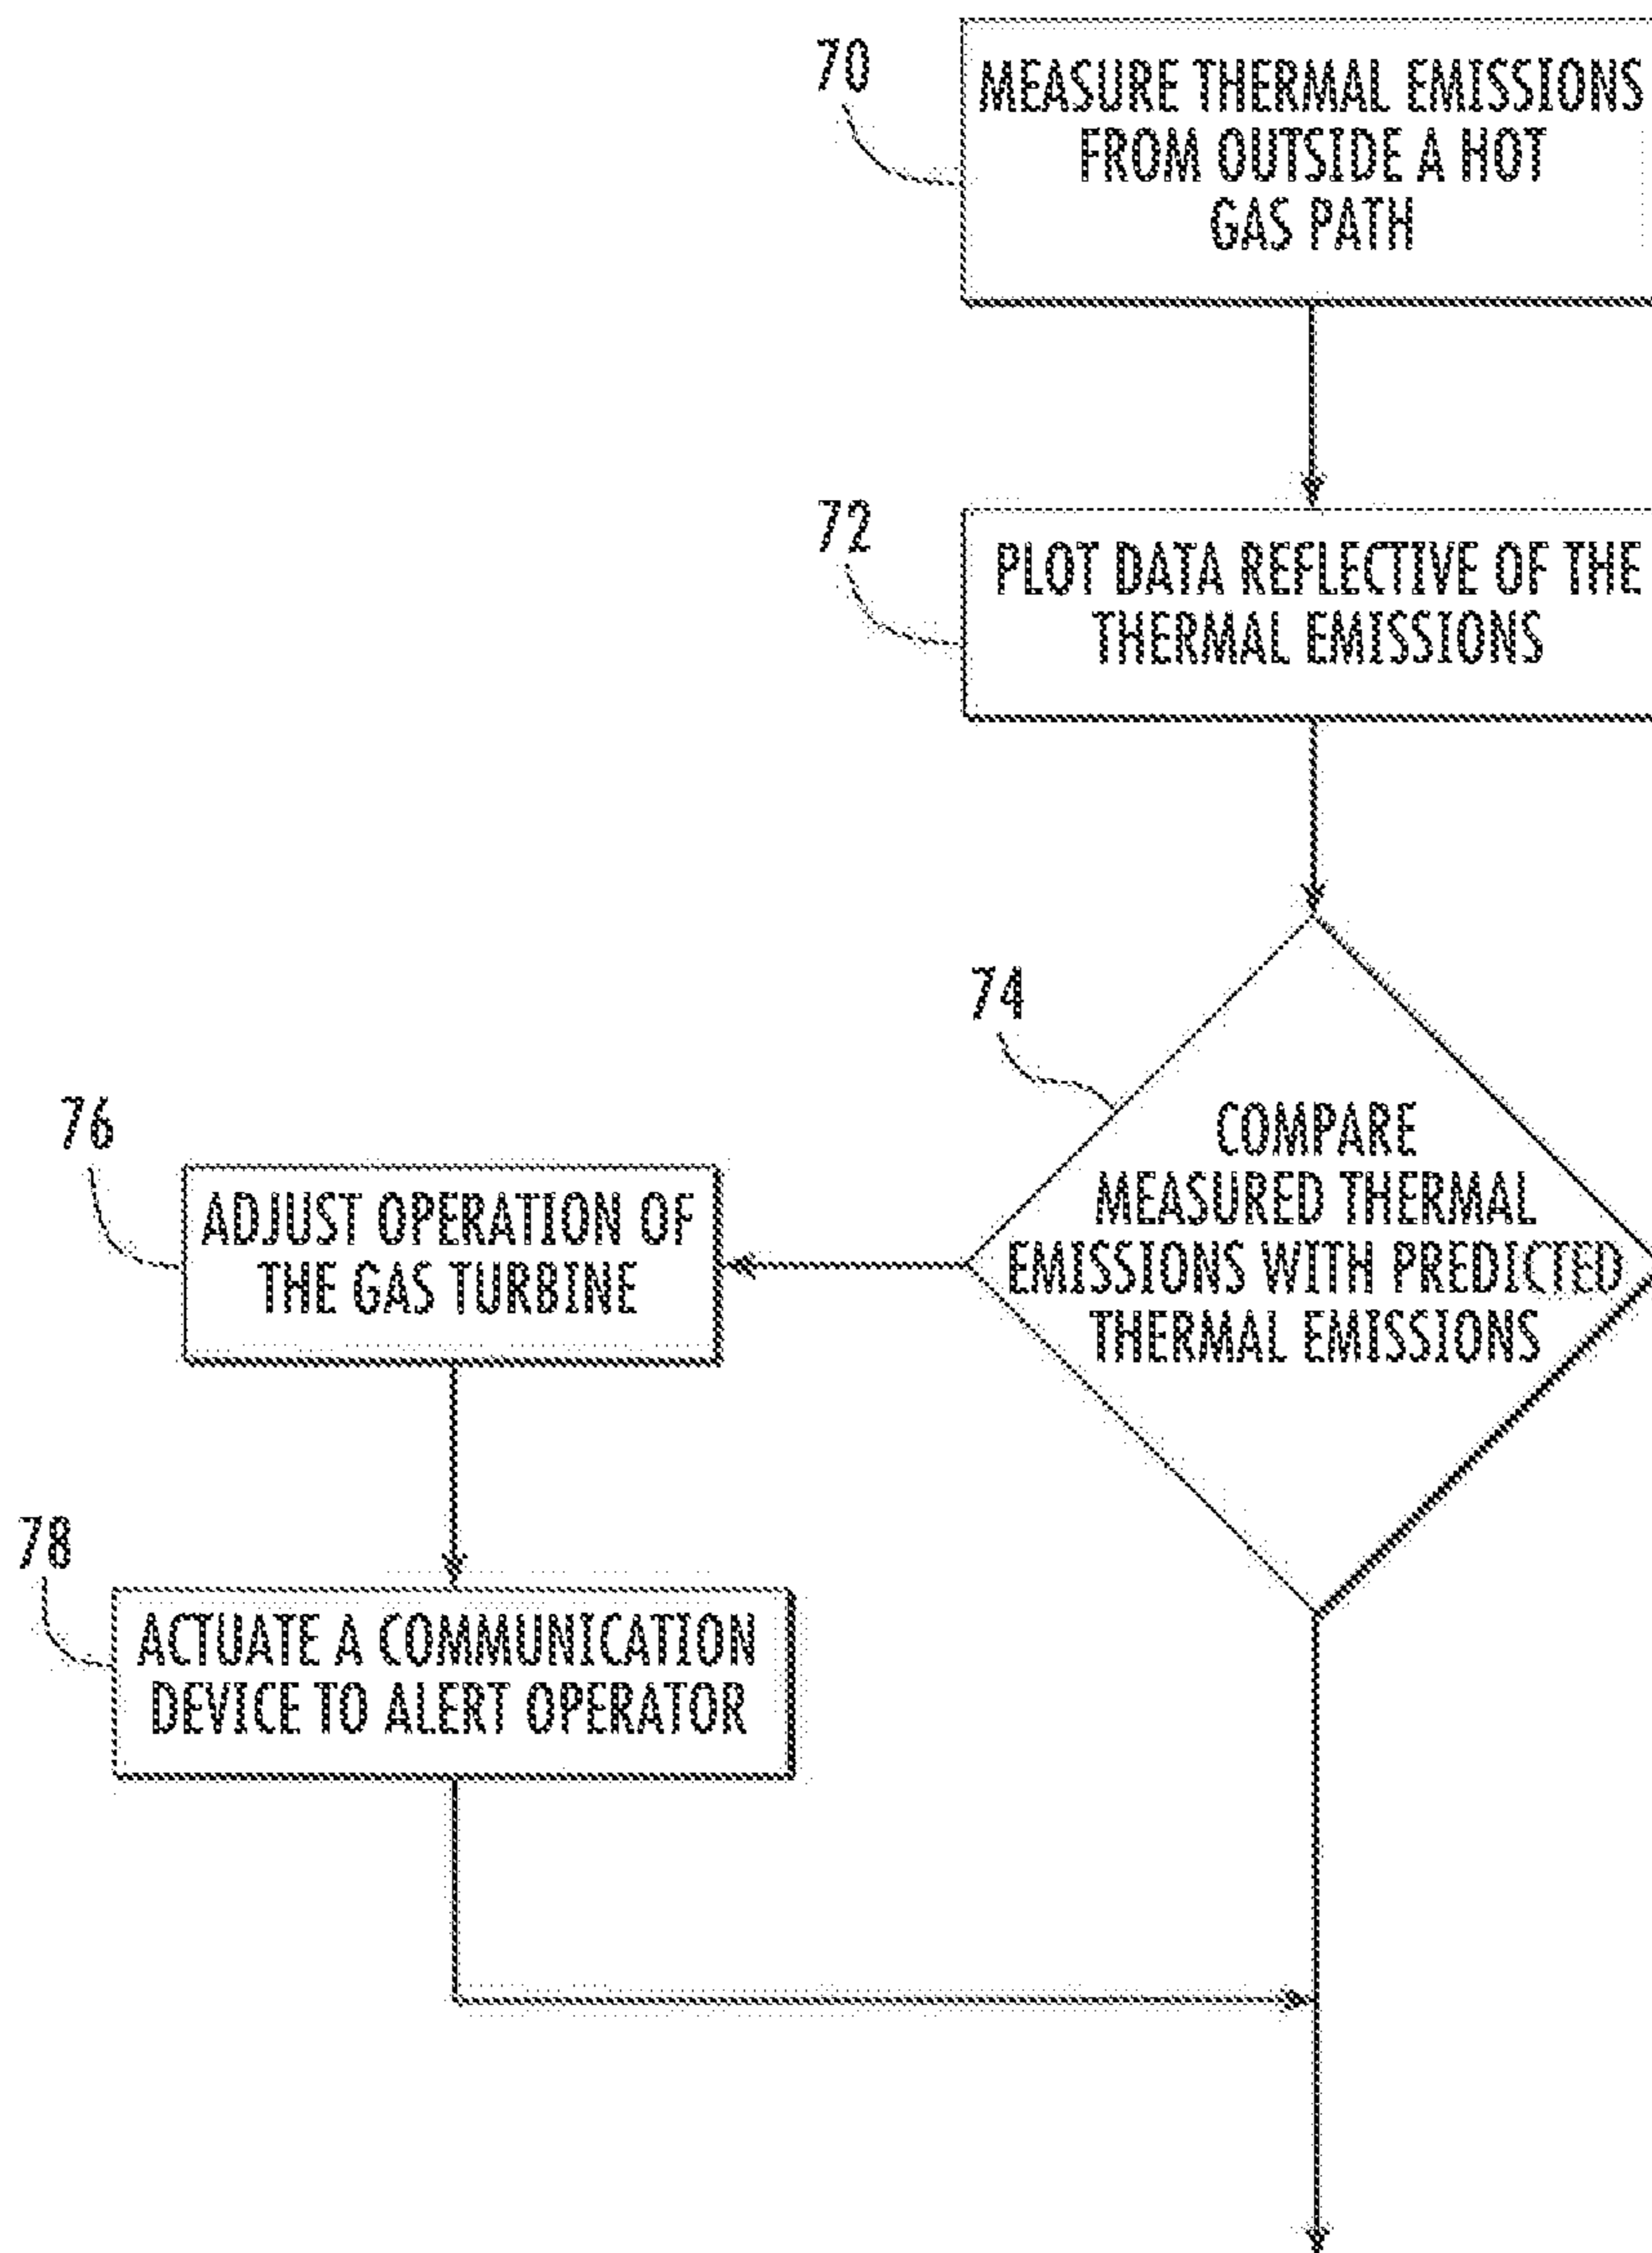 70
MEASURE THERMAL EMISSIONS
FROM OUTSIDE A HOT
GAS PATH
72
PLOT DATA REFLECTIVE OF THE
THERMAL EMISSIONS
74
COMPARE
MEASURED THERMAL
EMISSIONS WITH PREDICTED
THERMAL EMISSIONS
76
ADJUST OPERATION OF
THE GAS TURBINE
78
ACTUATE A COMMUNICATION
DEVICE TO ALERT OPERATOR